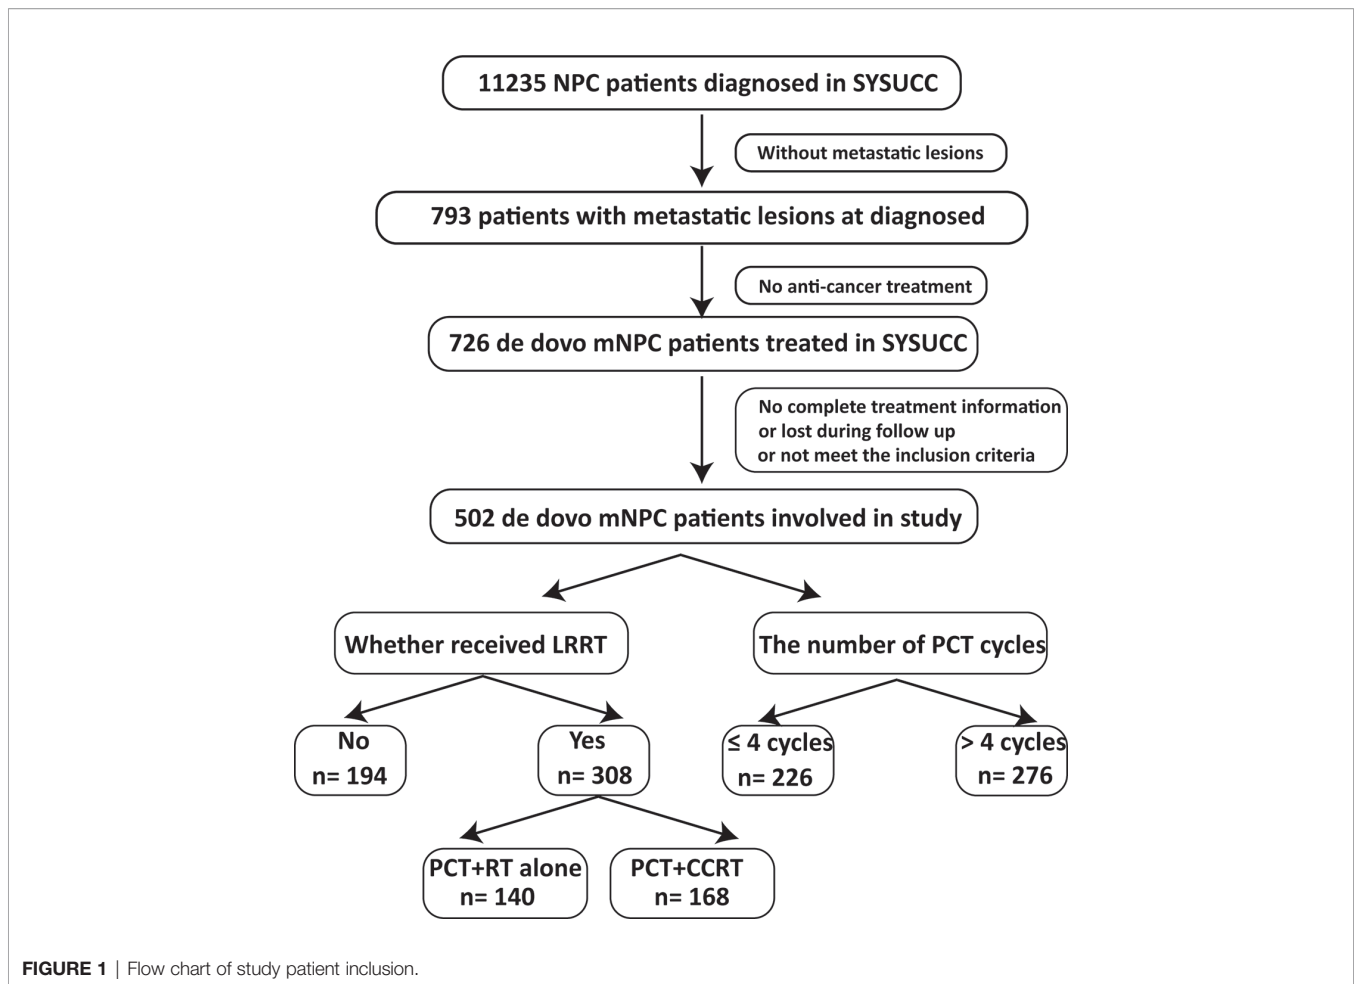 11235 NPC patients diagnosed in SYSUCC
Without metastatic lesions
793 patients with metastatic lesions at diagnosed
No anti-cancer treatment
726 de dovo mNPC patients treated in SYSUCC
No complete treatment information
or lost during follow up
or not meet the inclusion criteria
502 de dovo mNPC patients involved in study
Whether received LRRT
The number of PCT cycles
No
n= 194
Yes
n= 308
≤ 4 cycles
n= 226
> 4 cycles
n= 276
PCT+RT alone
n= 140
PCT+CCRT
n= 168
FIGURE 1 | Flow chart of study patient inclusion.